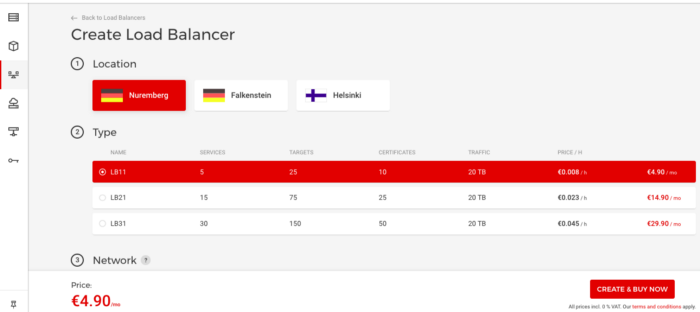 ← Back to Load Balancers
Create Load Balancer
1 Location
Nuremberg Falkenstein Helsinki
2 Type
NAME SERVICES TARGETS CERTIFICATES TRAFFIC PRICE / H
LB11 5 25 10 20 TB €0.008 / h €4.90 / mo
LB21 15 75 25 20 TB €0.023 / h €14.90 / mo
LB31 30 150 50 20 TB €0.045 / h €29.90 / mo
3 Network ?
Price:
€4.90/mo
CREATE & BUY NOW
All prices incl. 0 % VAT. Our terms and conditions apply.